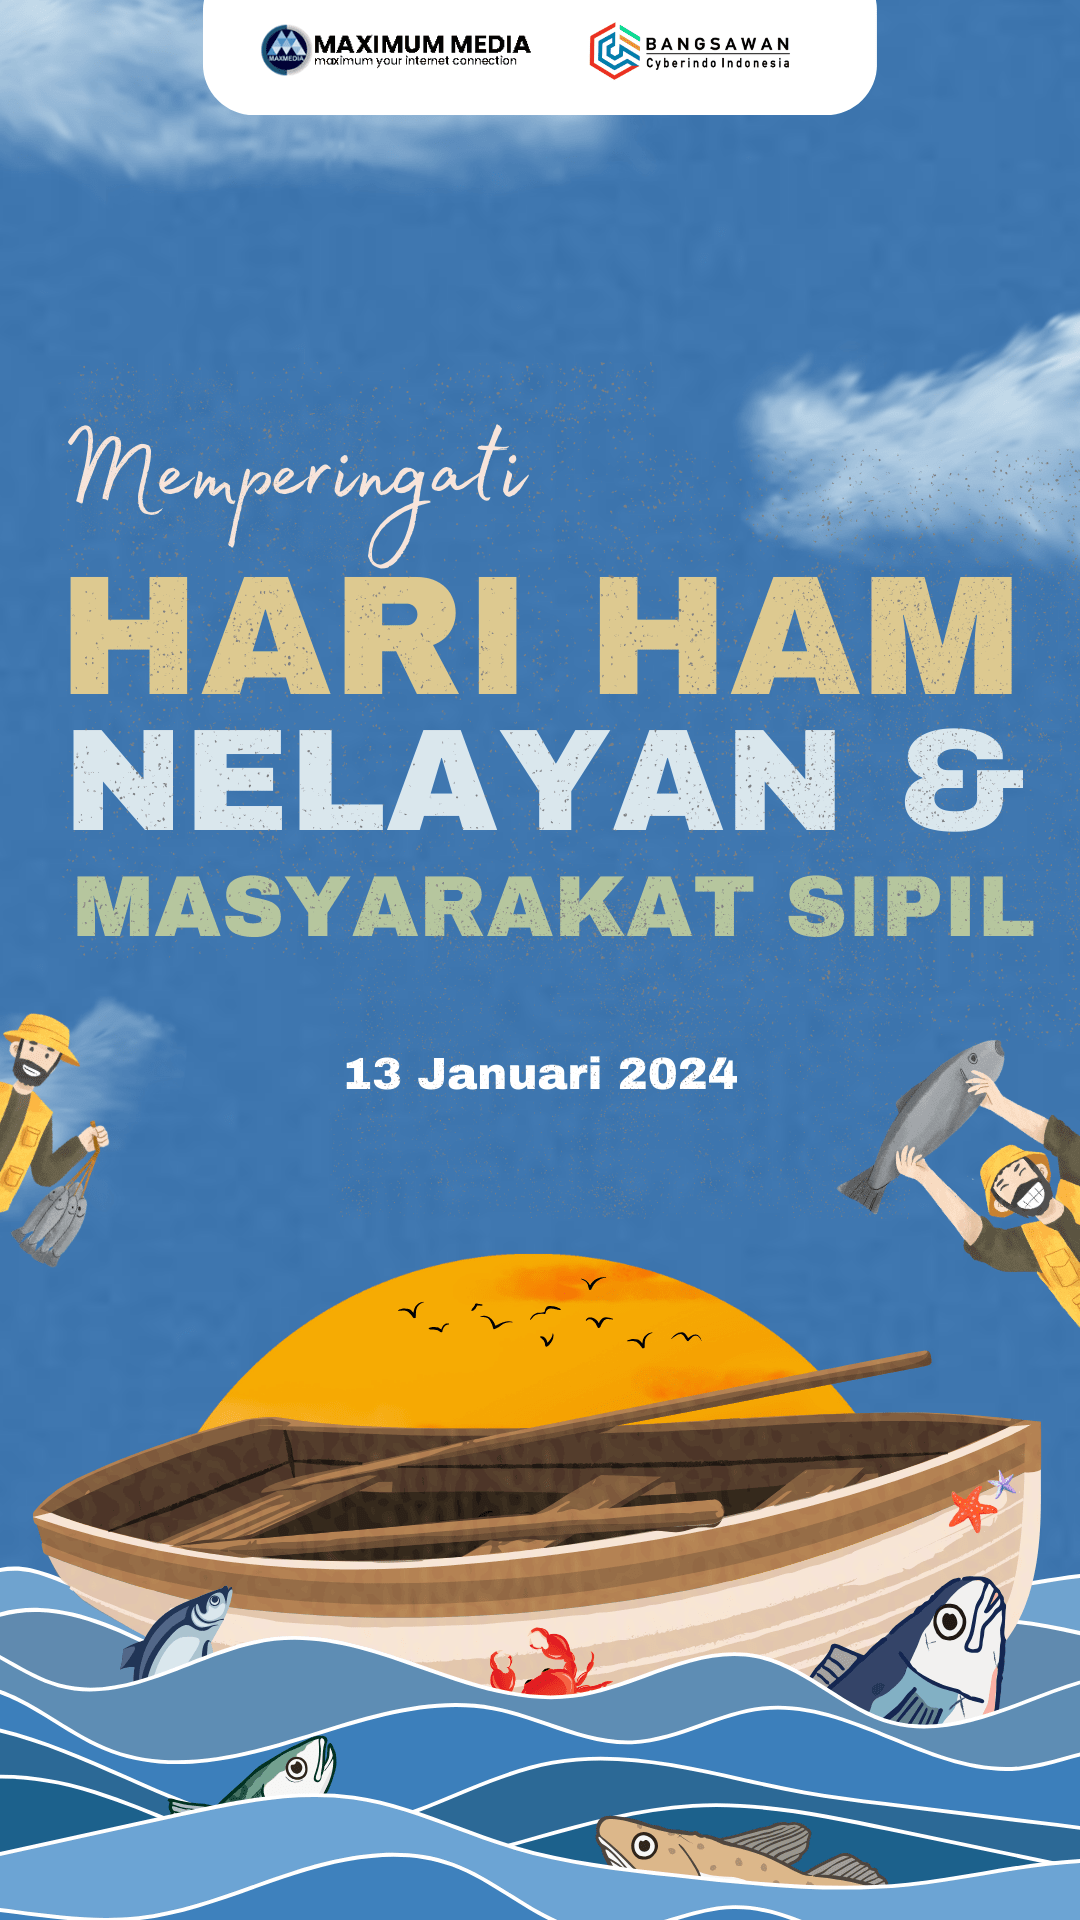 MAXIMUM MEDIA
maximum your internet connection
MAXMEDIA
BANGSAWAN
Cyberindo Indonesia
Memperingati
HARI HAM
NELAYAN &
MASYARAKAT SIPIL
13 Januari 2024